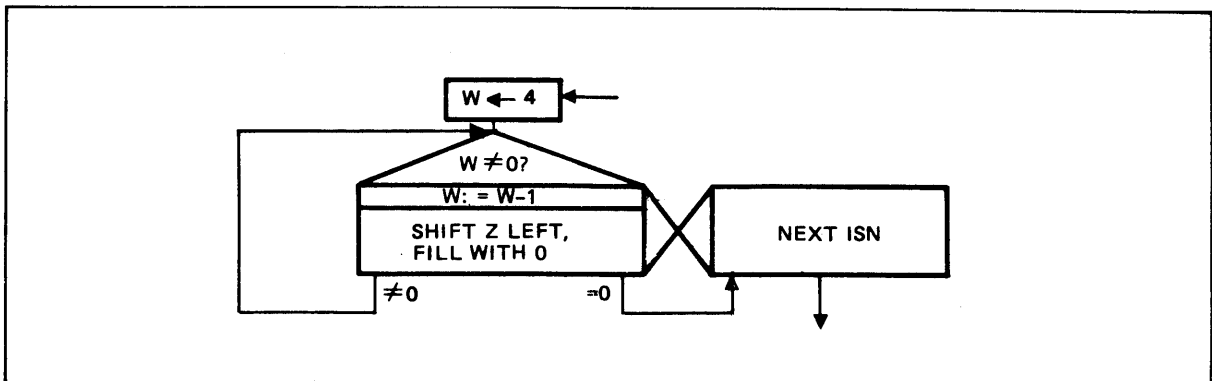 W ← 4
W ≠ 0?
W: = W-1
SHIFT Z LEFT,
FILL WITH 0
NEXT ISN
≠0
=0